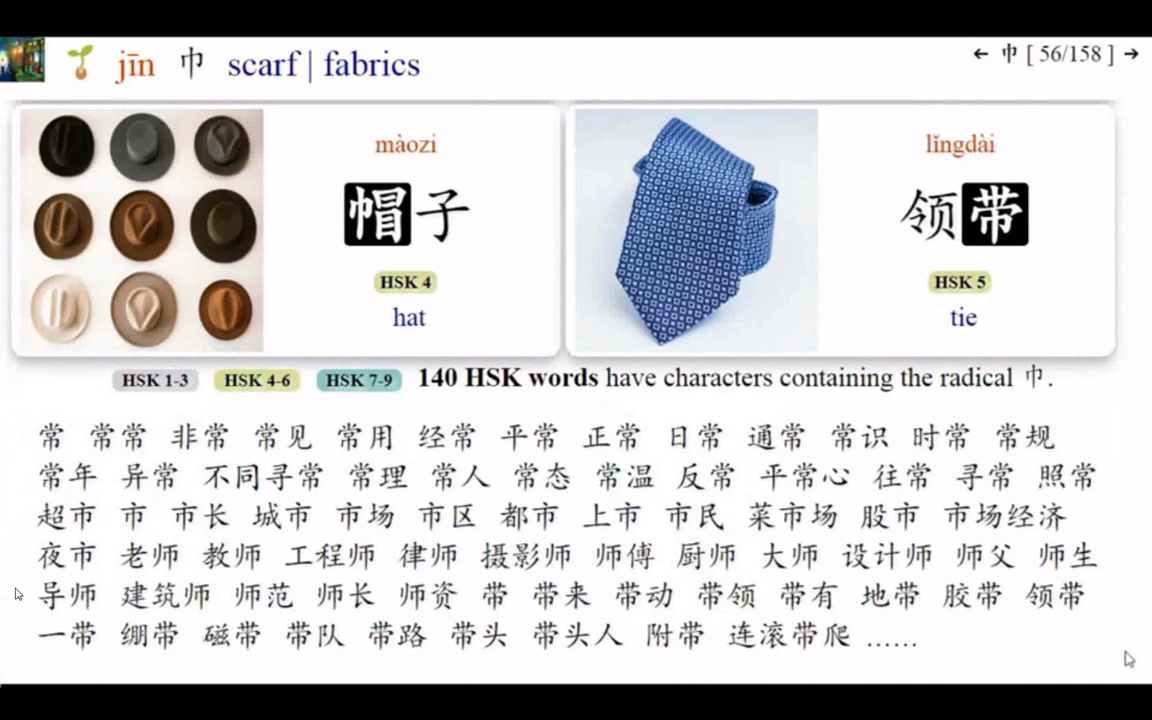 jīn 巾 scarf | fabrics
← 巾 [ 56/158 ] →
màozi
帽子
HSK 4
hat
lǐngdài
领带
HSK 5
tie
HSK 1-3 HSK 4-6 HSK 7-9 140 HSK words have characters containing the radical 巾.
常 常常 非常 常见 常用 经常 平常 正常 日常 通常 常识 时常 常规
常年 异常 不同寻常 常理 常人 常态 常温 反常 平常心 往常 寻常 照常
超市 市 市长 城市 市场 市区 都市 上市 市民 菜市场 股市 市场经济
夜市 老师 教师 工程师 律师 摄影师 师傅 厨师 大师 设计师 师父 师生
导师 建筑师 师范 师长 师资 带 带来 带动 带领 带有 地带 胶带 领带
一带 绷带 磁带 带队 带路 带头 带头人 附带 连滚带爬 ……